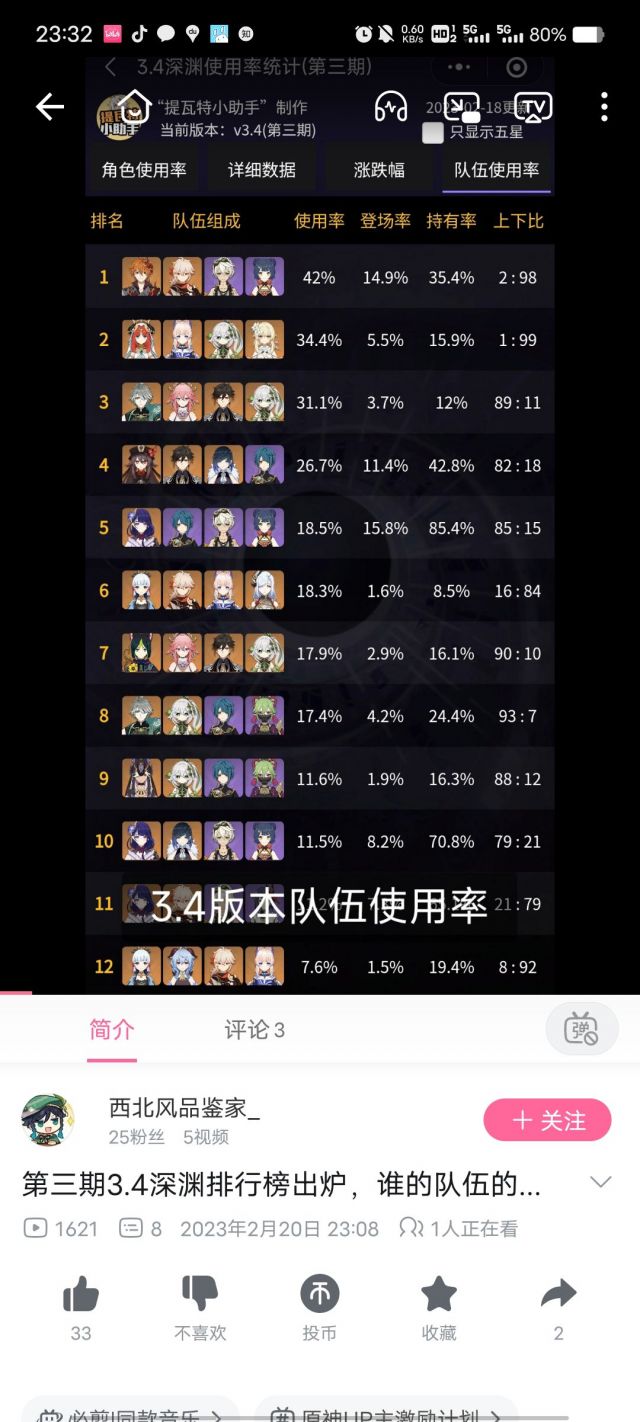 23:32
0.60 KB/s HD 1 2 5G 5G 80%
3.4深渊使用率统计(第三期)
“提瓦特小助手”制作
当前版本：v3.4(第三期)
TV
只显示五星
角色使用率 详细数据 涨跌幅 队伍使用率
排名 队伍组成 使用率 登场率 持有率 上下比
1 42% 14.9% 35.4% 2 : 98
2 34.4% 5.5% 15.9% 1 : 99
3 31.1% 3.7% 12% 89 : 11
4 26.7% 11.4% 42.8% 82 : 18
5 18.5% 15.8% 85.4% 85 : 15
6 18.3% 1.6% 8.5% 16 : 84
7 17.9% 2.9% 16.1% 90 : 10
8 17.4% 4.2% 24.4% 93 : 7
9 11.6% 1.9% 16.3% 88 : 12
10 11.5% 8.2% 70.8% 79 : 21
11 21 : 79
3.4版本队伍使用率
12 7.6% 1.5% 19.4% 8 : 92
简介 评论 3 弹
西北风品鉴家_
25粉丝 5视频
＋ 关注
第三期3.4深渊排行榜出炉，谁的队伍的...
1621 8 2023年2月20日 23:08 1人正在看
33 不喜欢 投币 收藏 2
必剪|同款音乐 > 原神UP主激励计划 >